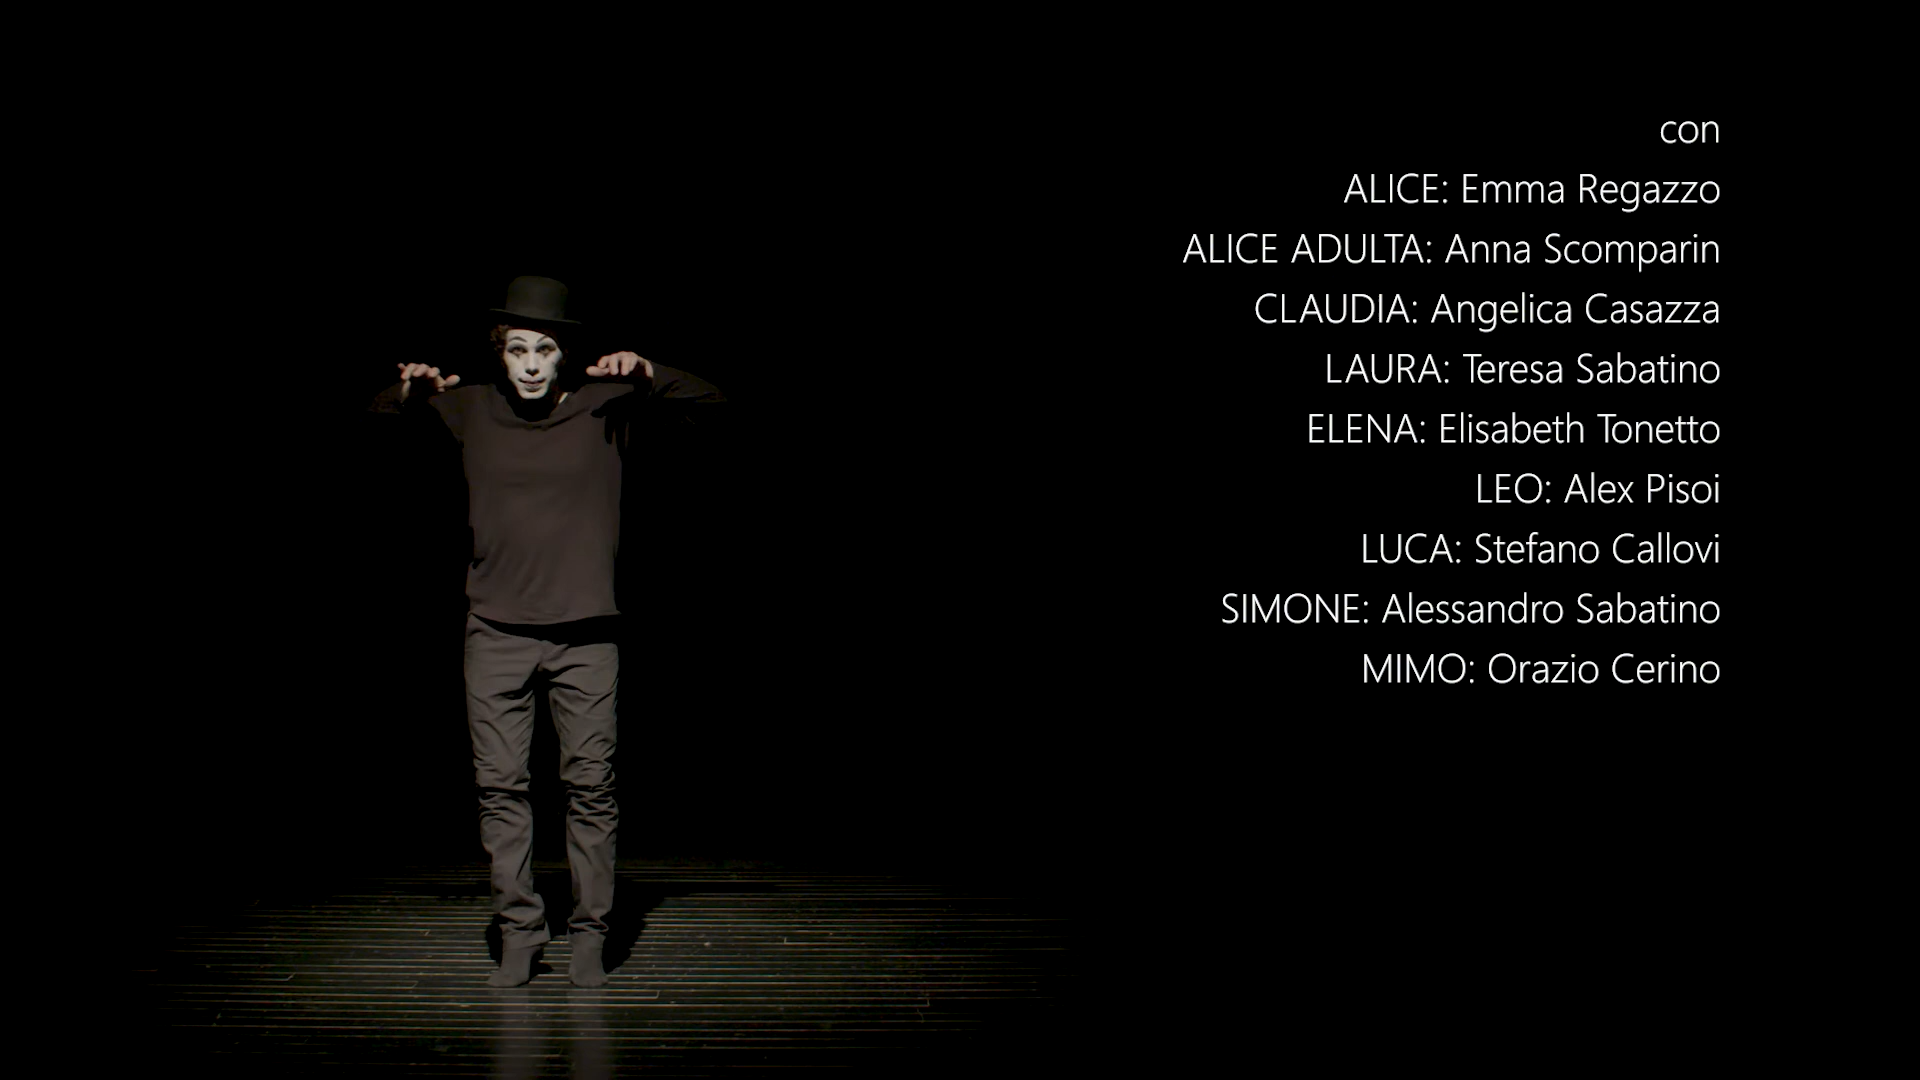 con
ALICE: Emma Regazzo
ALICE ADULTA: Anna Scomparin
CLAUDIA: Angelica Casazza
LAURA: Teresa Sabatino
ELENA: Elisabeth Tonetto
LEO: Alex Pisoi
LUCA: Stefano Callovi
SIMONE: Alessandro Sabatino
MIMO: Orazio Cerino